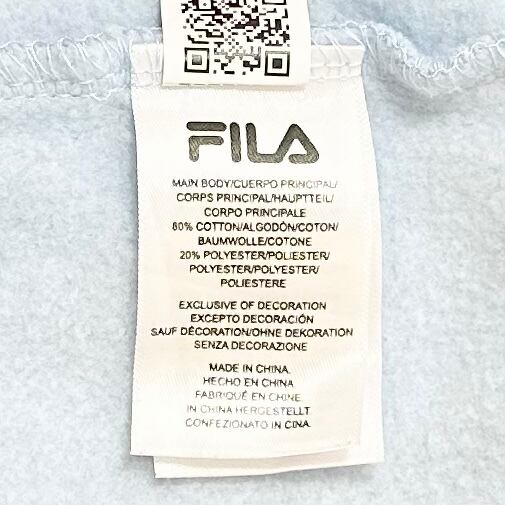 FILA
MAIN BODY/CUERPO PRINCIPAL/
CORPS PRINCIPAL/HAUPTTEIL/
CORPO PRINCIPALE
80% COTTON/ALGODÓN/COTON/
BAUMWOLLE/COTONE
20% POLYESTER/POLIESTER/
POLYESTER/POLYESTER/
POLIESTERE
EXCLUSIVE OF DECORATION
EXCEPTO DECORACIÓN
SAUF DÉCORATION/OHNE DEKORATION
SENZA DECORAZIONE
MADE IN CHINA.
HECHO EN CHINA
FABRIQUÉ EN CHINE
IN CHINA HERGESTELLT
CONFEZIONATO IN CINA.